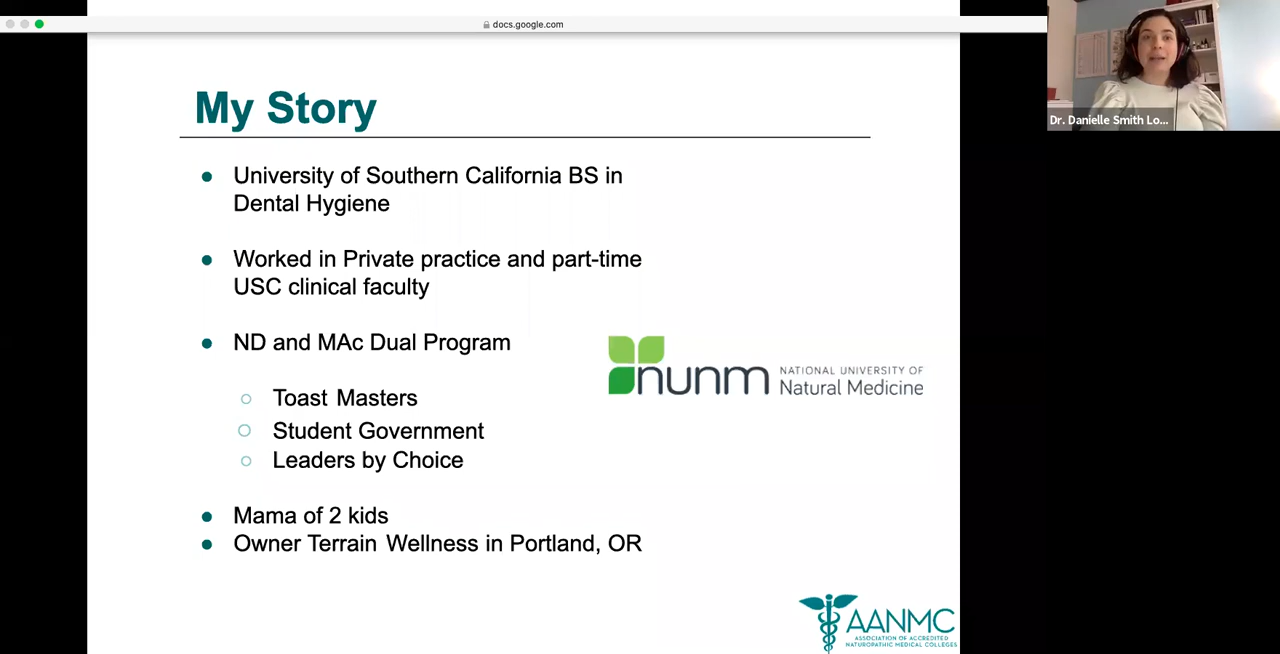 docs.google.com
My Story
University of Southern California BS in
Dental Hygiene
Worked in Private practice and part-time
USC clinical faculty
ND and MAc Dual Program
Toast Masters
Student Government
Leaders by Choice
Mama of 2 kids
Owner Terrain Wellness in Portland, OR
nunm
NATIONAL UNIVERSITY OF
Natural Medicine
AANMC
ASSOCIATION OF ACCREDITED
NATUROPATHIC MEDICAL COLLEGES
Dr. Danielle Smith Lo...